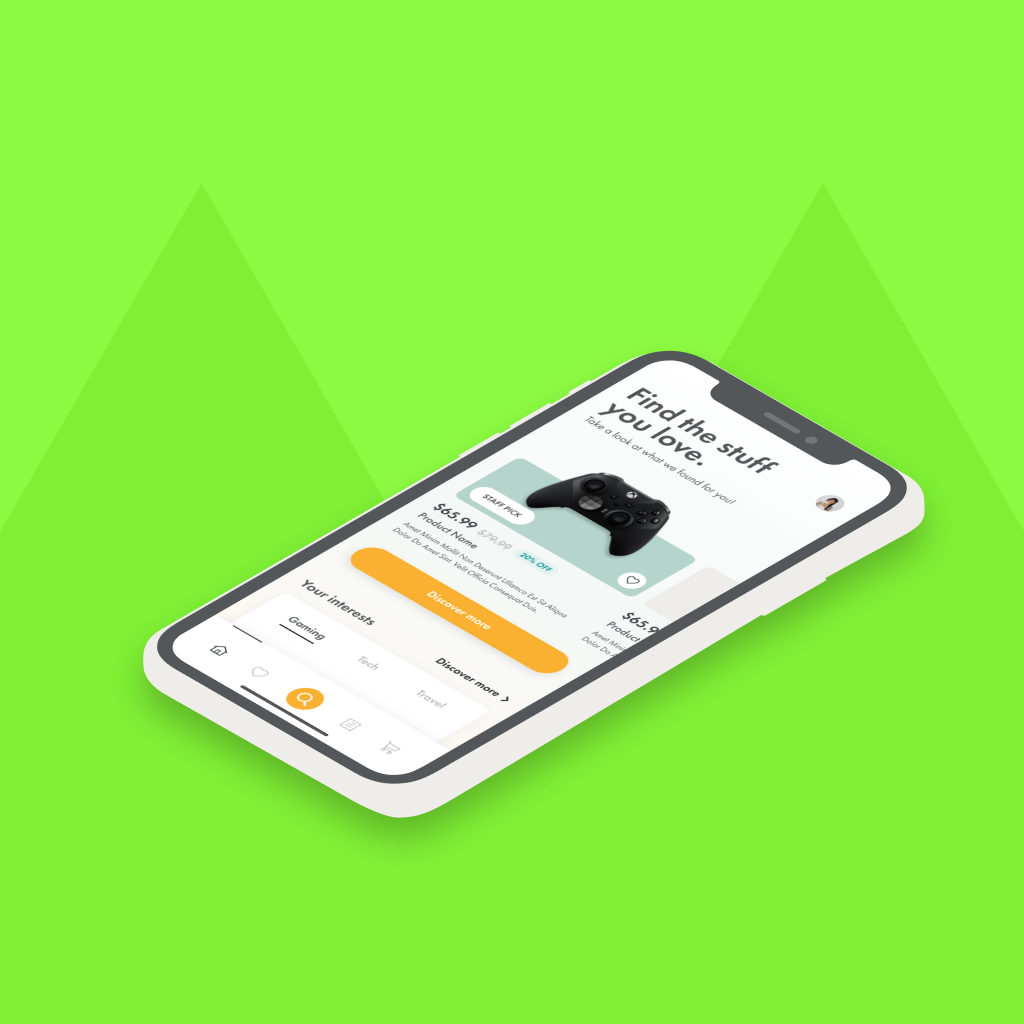 Find the stuff
you love.
Take a look at what we found for you!
STAFF PICK
$65.99 $79.99 20% OFF
Product Name
Amet Minim Mollit Non Deserunt Ullamco Est Sit Aliqua
Dolor Do Amet Sint. Velit Officia Consequat Duis.
$65.9
Product
Amet Mini
Dolor Do A
Discover more
Your interests
Discover more
Gaming
Tech
Travel